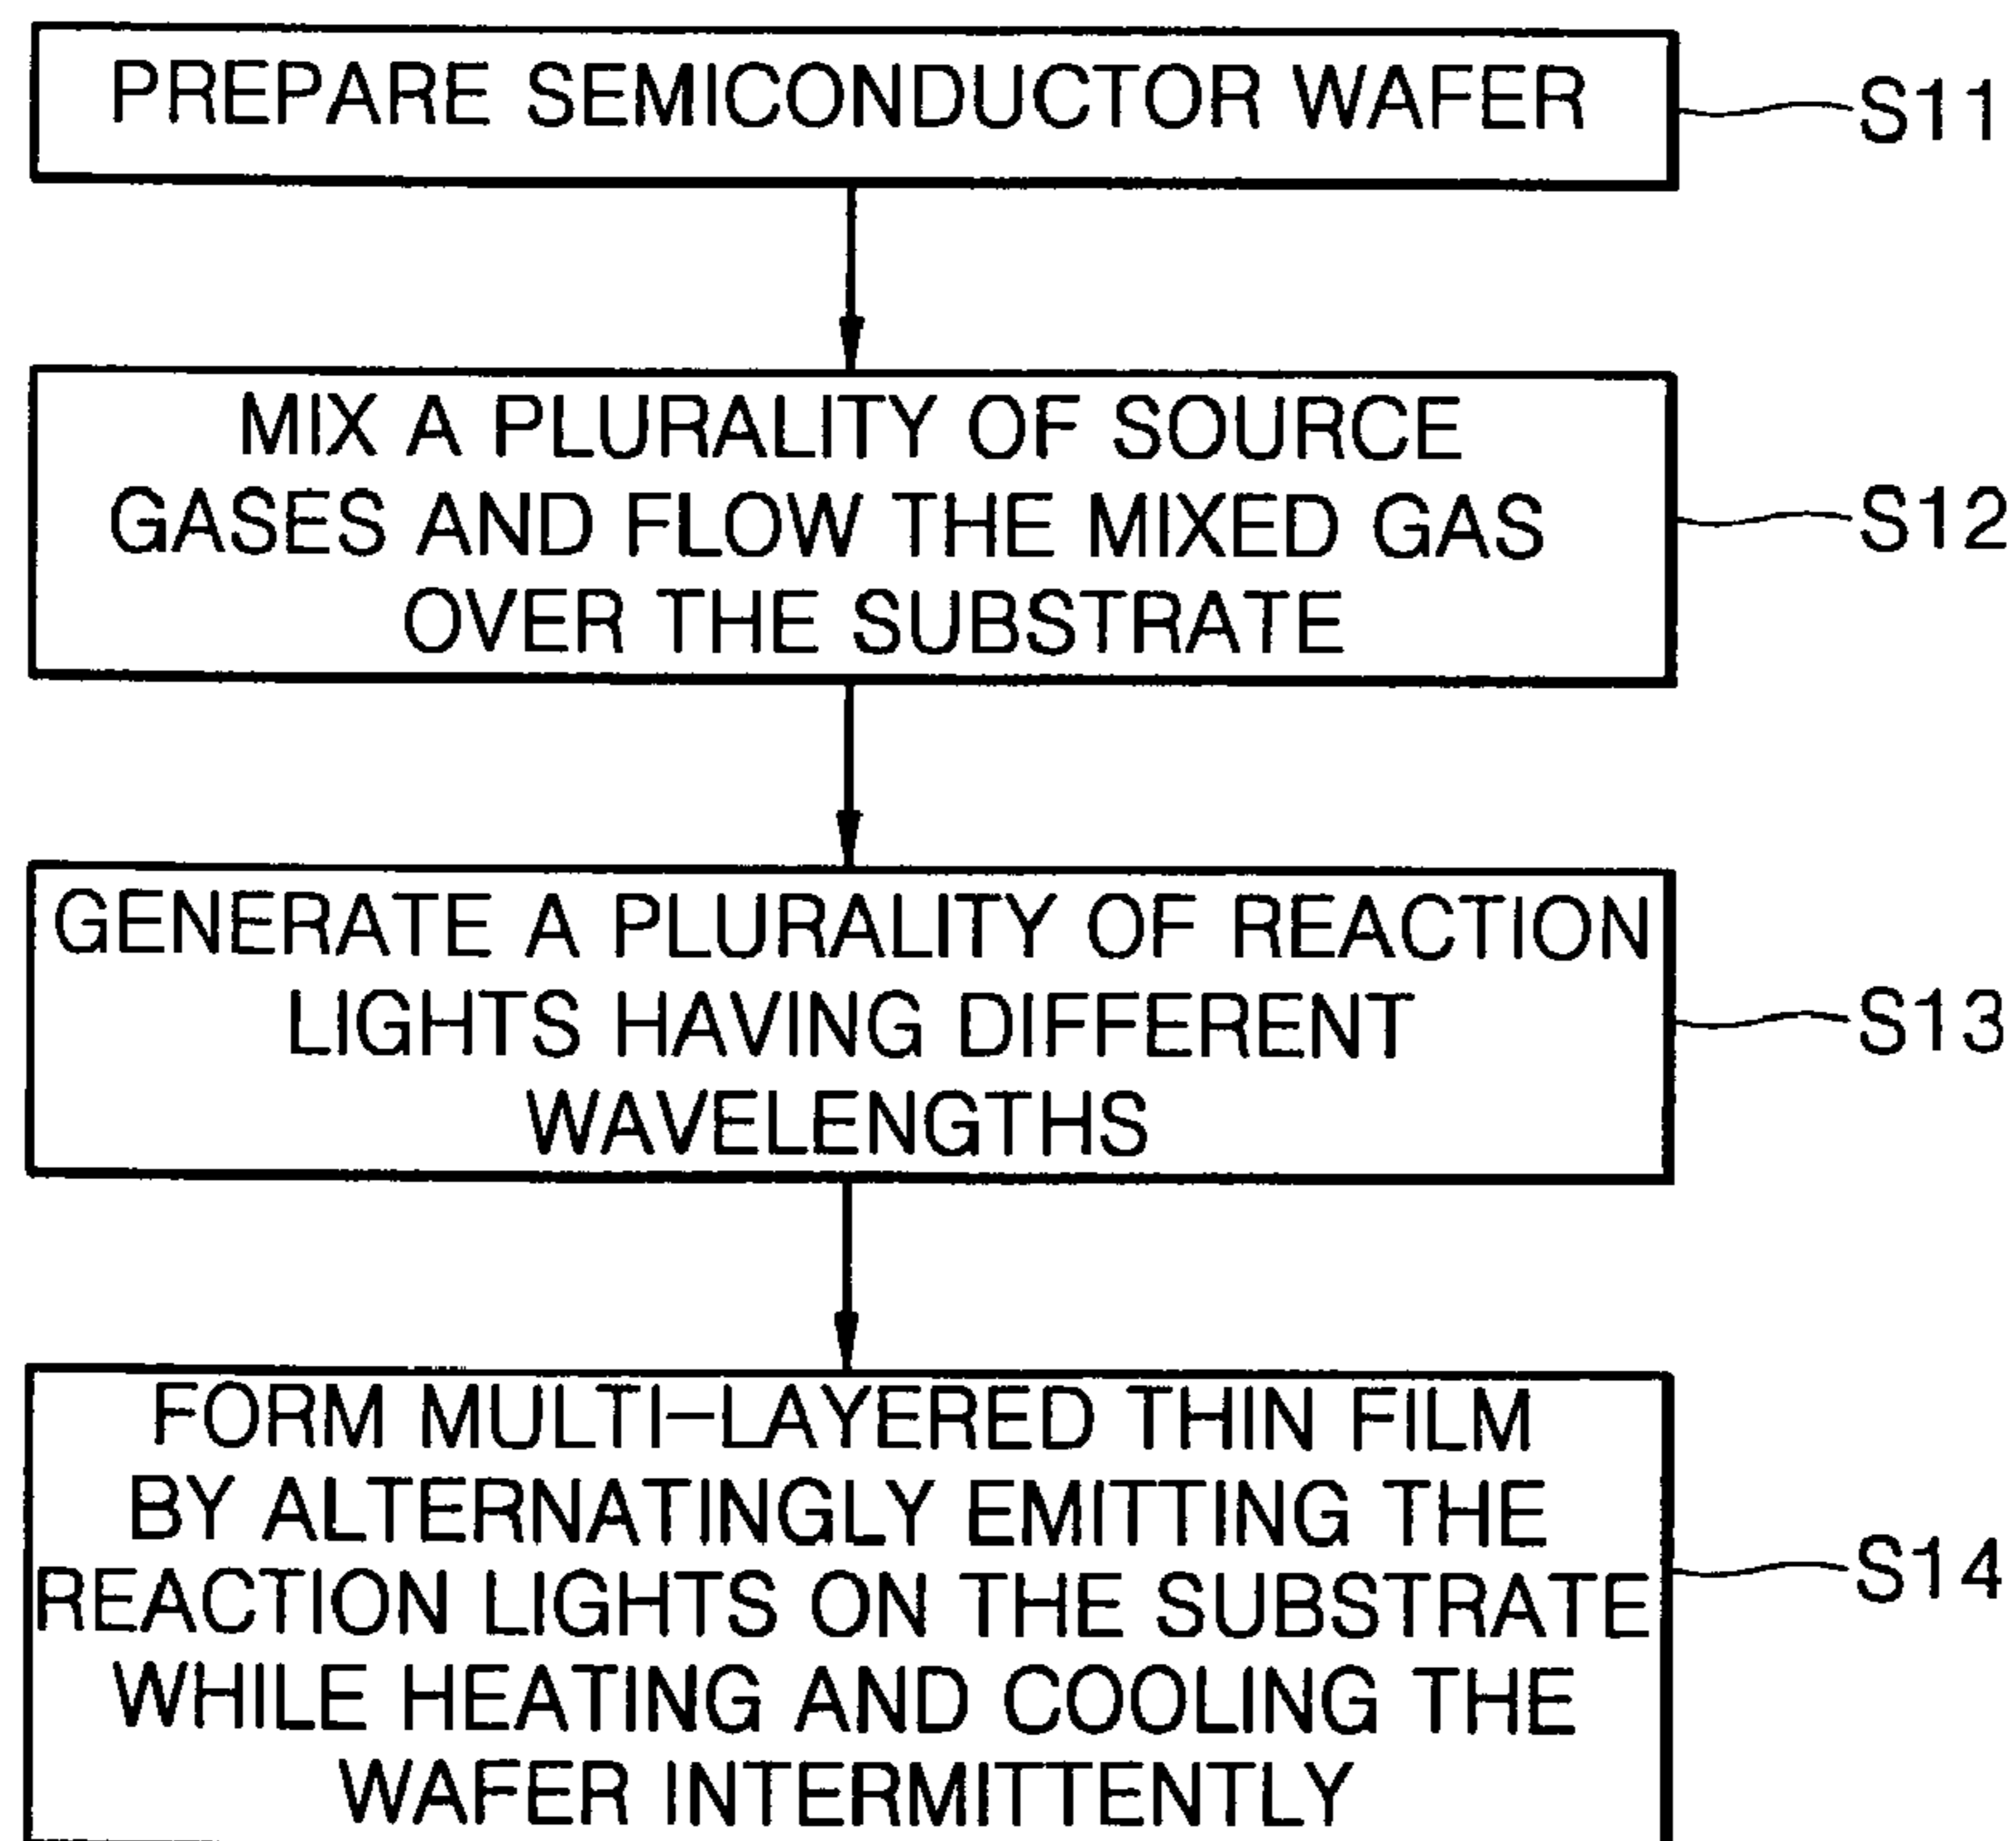 PREPARE SEMICONDUCTOR WAFER
S11
MIX A PLURALITY OF SOURCE
GASES AND FLOW THE MIXED GAS
OVER THE SUBSTRATE
S12
GENERATE A PLURALITY OF REACTION
LIGHTS HAVING DIFFERENT
WAVELENGTHS
S13
FORM MULTI-LAYERED THIN FILM
BY ALTERNATINGLY EMITTING THE
REACTION LIGHTS ON THE SUBSTRATE
WHILE HEATING AND COOLING THE
WAFER INTERMITTENTLY
S14